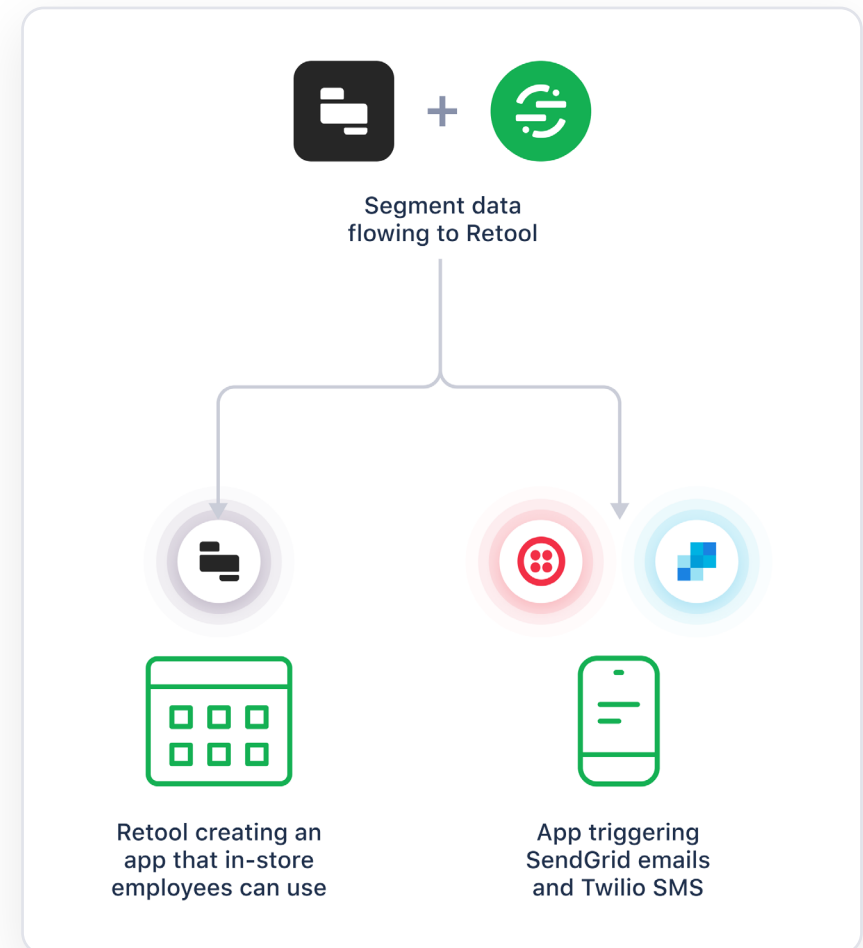 Segment data
flowing to Retool
Retool creating an
app that in-store
employees can use
App triggering
SendGrid emails
and Twilio SMS